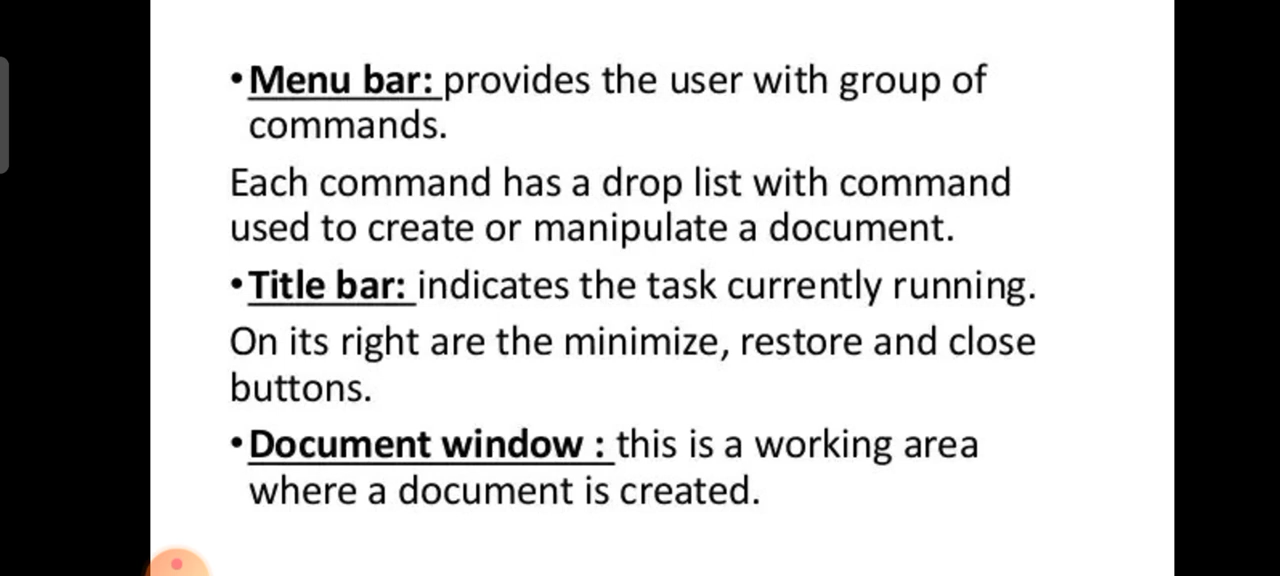 •Menu bar: provides the user with group of
commands.
Each command has a drop list with command
used to create or manipulate a document.
•Title bar: indicates the task currently running.
On its right are the minimize, restore and close
buttons.
•Document window : this is a working area
where a document is created.